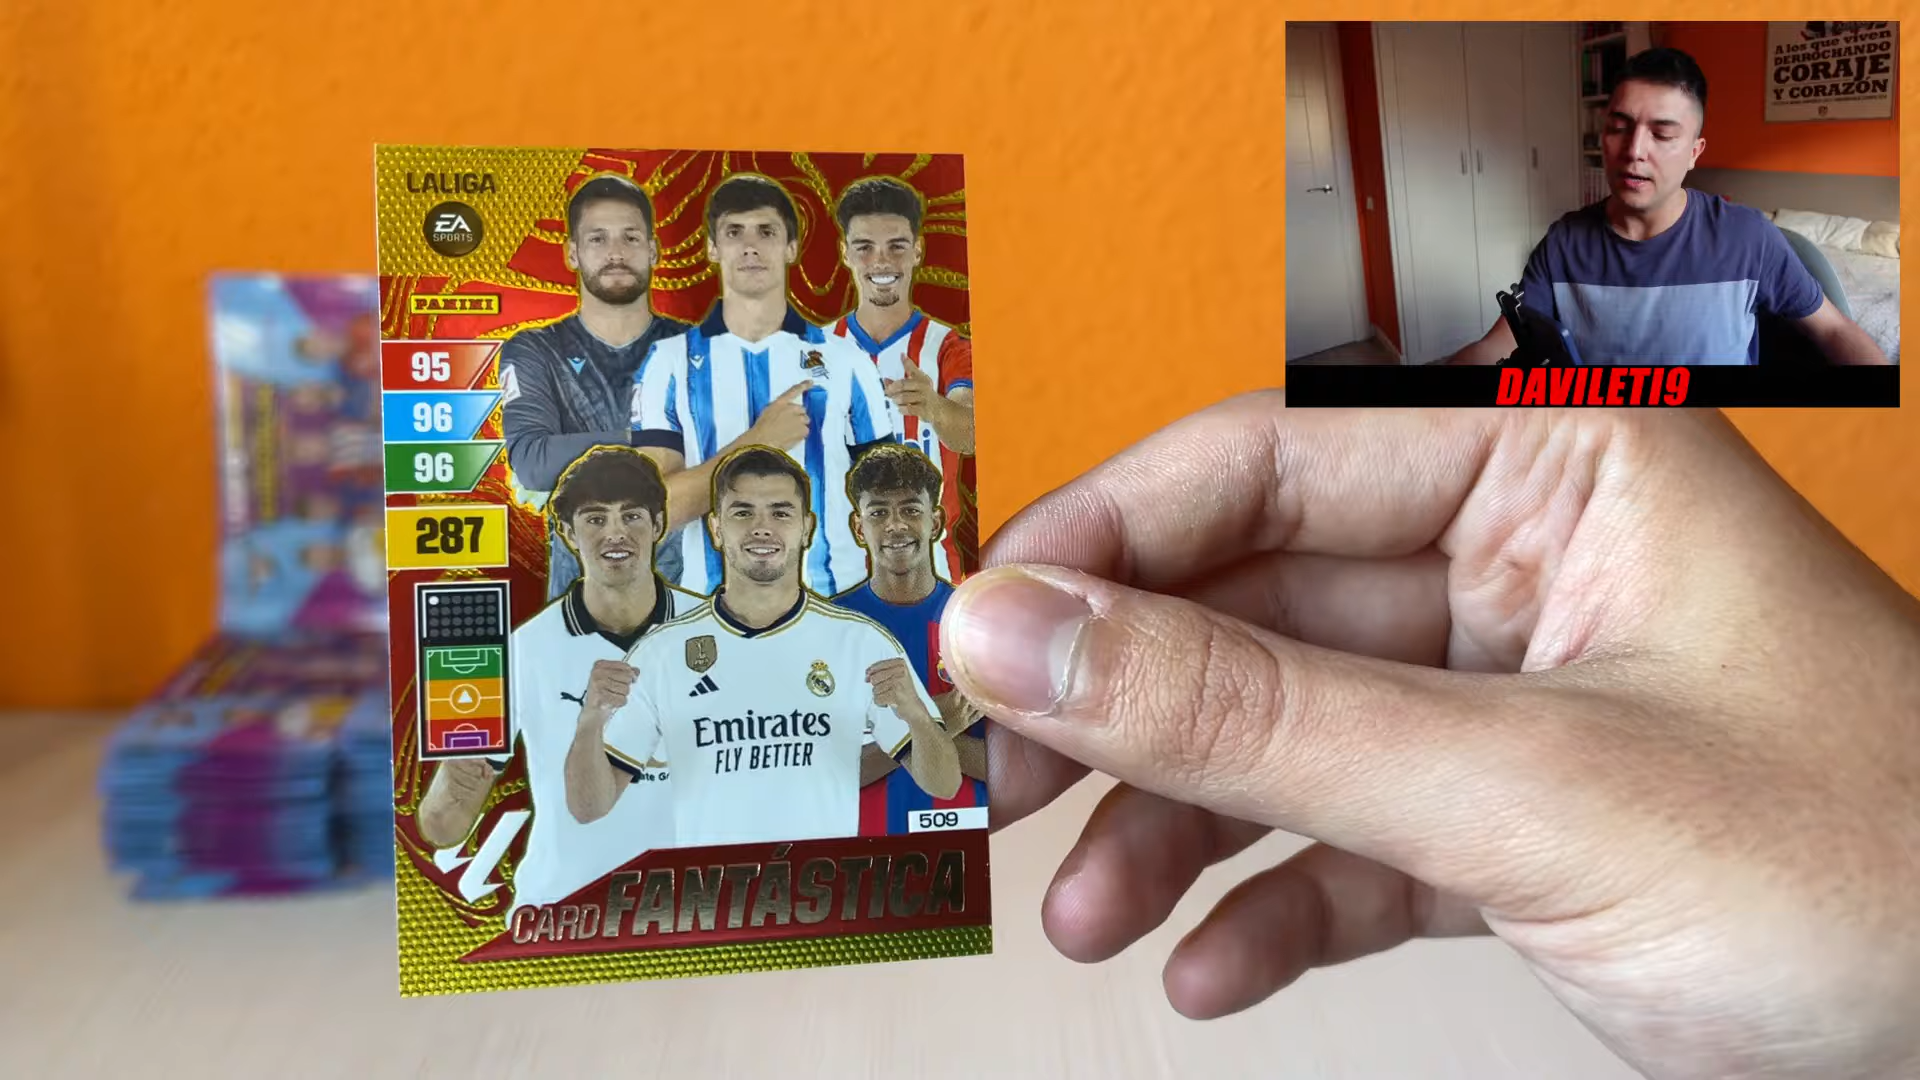 LALIGA
EA
SPORTS
PANINI
95
96
96
287
Emirates
FLY BETTER
509
CARD FANTÁSTICA
A los que viven
DERROCHANDO
CORAJE
Y CORAZÓN
DAVILETI9